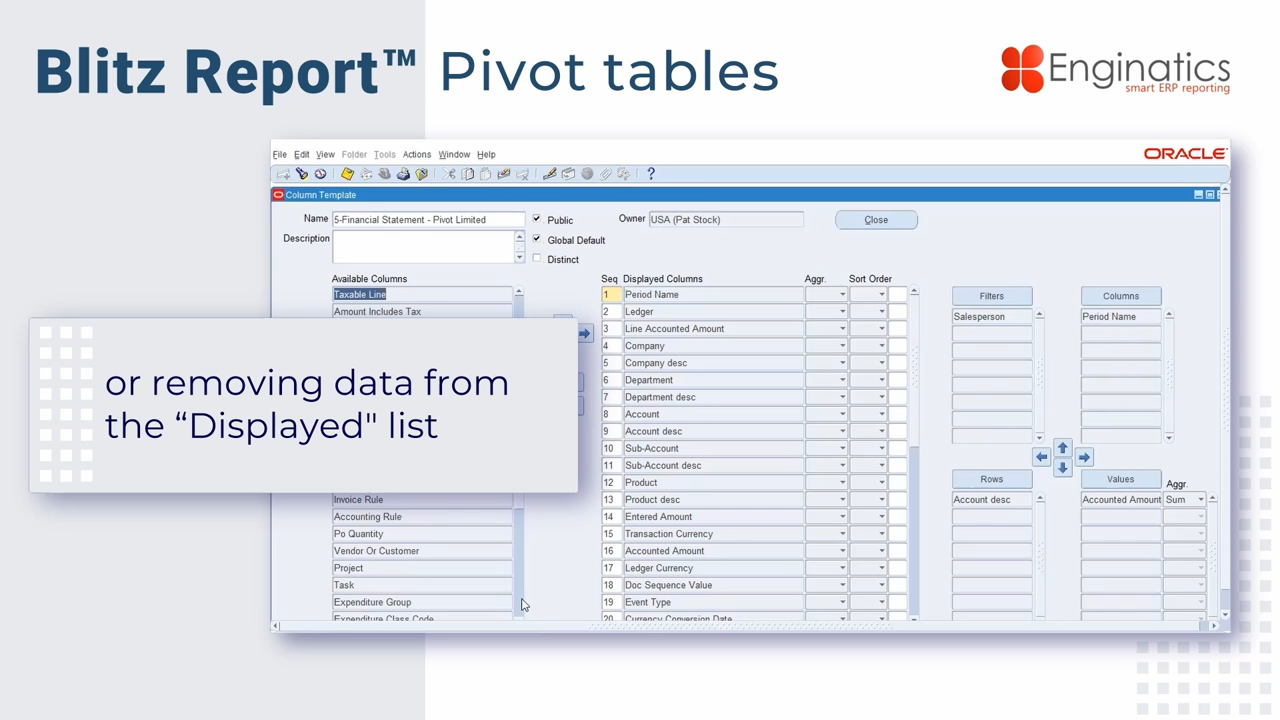 Blitz Report™ Pivot tables
Enginatics
smart ERP reporting
File Edit View Folder Tools Actions Window Help
ORACLE
?
Column Template
Name 5-Financial Statement - Pivot Limited
Public
Owner USA (Pat Stock)
Close
Description
Global Default
Distinct
Available Columns
Taxable Line
Amount Includes Tax
or removing data from
the “Displayed" list
Invoice Rule
Accounting Rule
Po Quantity
Vendor Or Customer
Project
Task
Expenditure Group
Expenditure Class Code
Seq Displayed Columns Aggr. Sort Order
1 Period Name
2 Ledger
3 Line Accounted Amount
4 Company
5 Company desc
6 Department
7 Department desc
8 Account
9 Account desc
10 Sub-Account
11 Sub-Account desc
12 Product
13 Product desc
14 Entered Amount
15 Transaction Currency
16 Accounted Amount
17 Ledger Currency
18 Doc Sequence Value
19 Event Type
20 Currency Conversion Date
Filters
Salesperson
Columns
Period Name
Rows
Account desc
Values Aggr.
Accounted Amount Sum